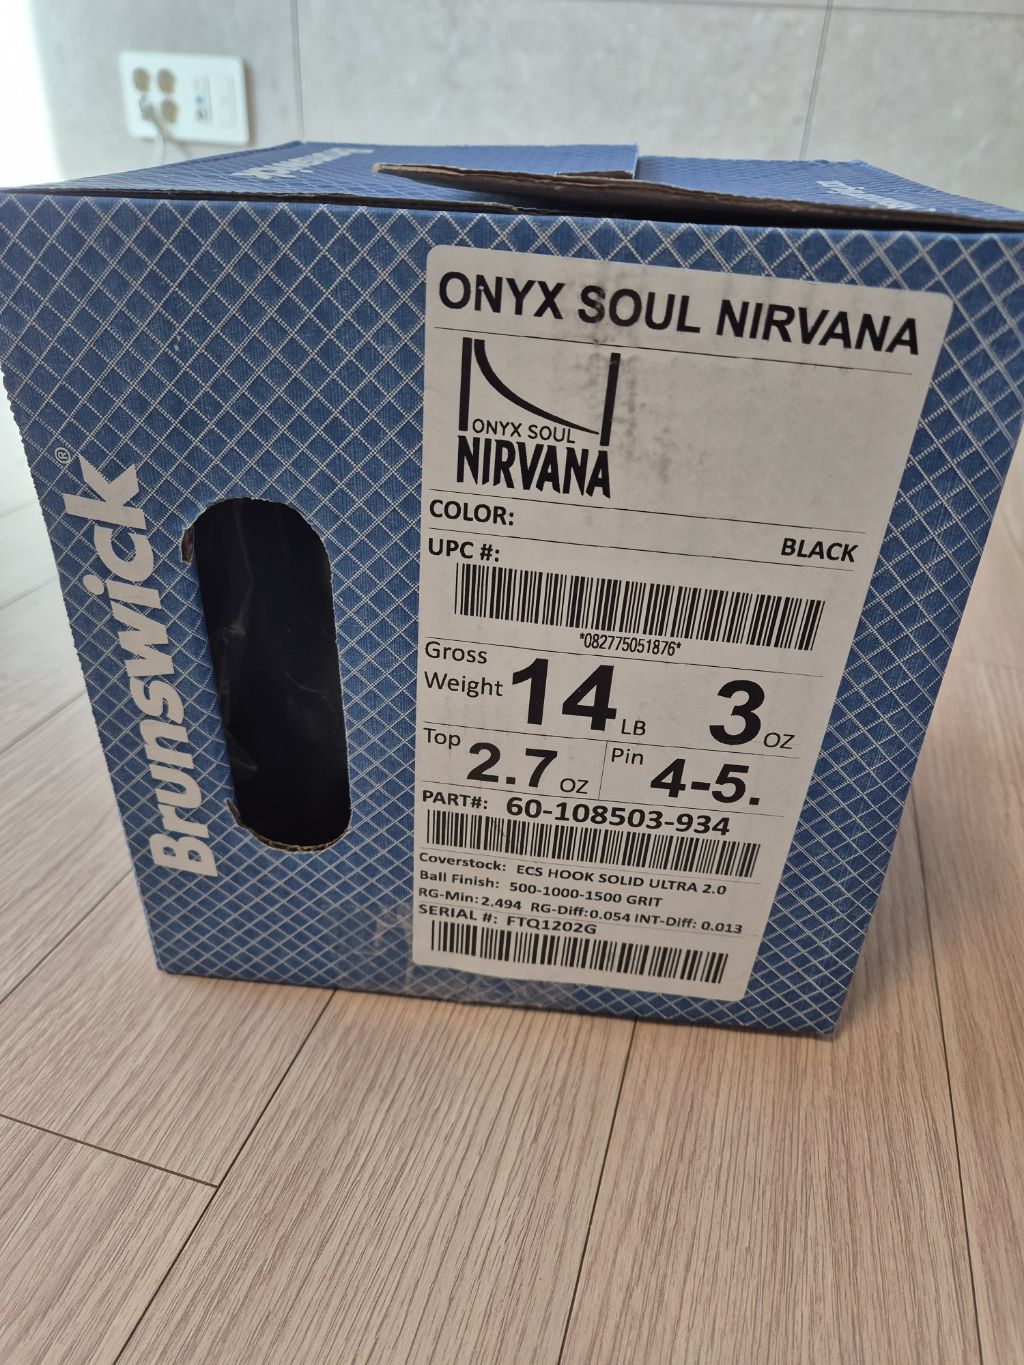 Brunswick
ONYX SOUL NIRVANA
ONYX SOUL
NIRVANA
COLOR:
BLACK
UPC #:
*082775051876*
Gross
Weight 14 LB 3 OZ
Top 2.7 OZ Pin 4-5.
PART#: 60-108503-934
Coverstock: ECS HOOK SOLID ULTRA 2.0
Ball Finish: 500-1000-1500 GRIT
RG-Min: 2.494 RG-Diff: 0.054 INT-Diff: 0.013
SERIAL #: FTQ1202G
Brunswick®